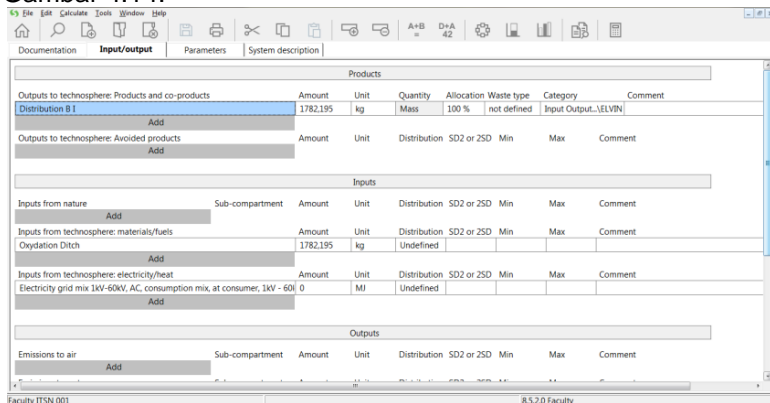 File Edit Calculate Tools Window Help
A+B = D+A 42
Documentation Input/output Parameters System description
Products
Outputs to technosphere: Products and co-products Amount Unit Quantity Allocation Waste type Category Comment
Distribution 8 I 1782,195 kg Mass 100 % not defined Input Output...\ELVIN
Add
Outputs to technosphere: Avoided products Amount Unit Distribution SD2 or 2SD Min Max Comment
Add
Inputs
Inputs from nature Sub-compartment Amount Unit Distribution SD2 or 2SD Min Max Comment
Add
Inputs from technosphere: materials/fuels Amount Unit Distribution SD2 or 2SD Min Max Comment
Oxydation Ditch 1782,195 kg Undefined
Add
Inputs from technosphere: electricity/heat Amount Unit Distribution SD2 or 2SD Min Max Comment
Electricity grid mix 1kV-60kV, AC, consumption mix, at consumer, 1kV - 60 0 MJ Undefined
Add
Outputs
Emissions to air Sub-compartment Amount Unit Distribution SD2 or 2SD Min Max Comment
Add
Faculty ITSN 001 8.5.2.0 Faculty